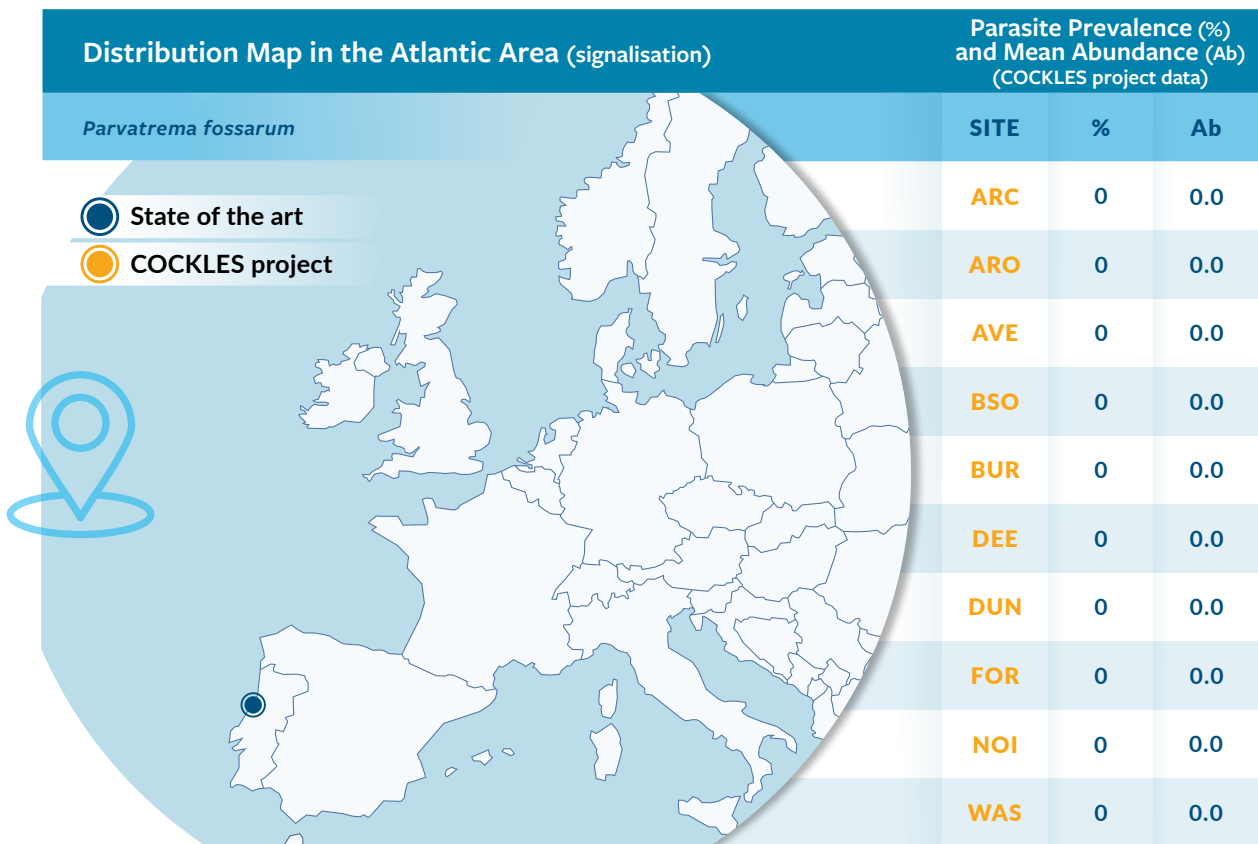 Distribution Map in the Atlantic Area (signalisation)
Parasite Prevalence (%)
and Mean Abundance (Ab)
(COCKLES project data)
Parvatrema fossarum
SITE % Ab
State of the art
COCKLES project
ARC 0 0.0
ARO 0 0.0
AVE 0 0.0
BSO 0 0.0
BUR 0 0.0
DEE 0 0.0
DUN 0 0.0
FOR 0 0.0
NOI 0 0.0
WAS 0 0.0